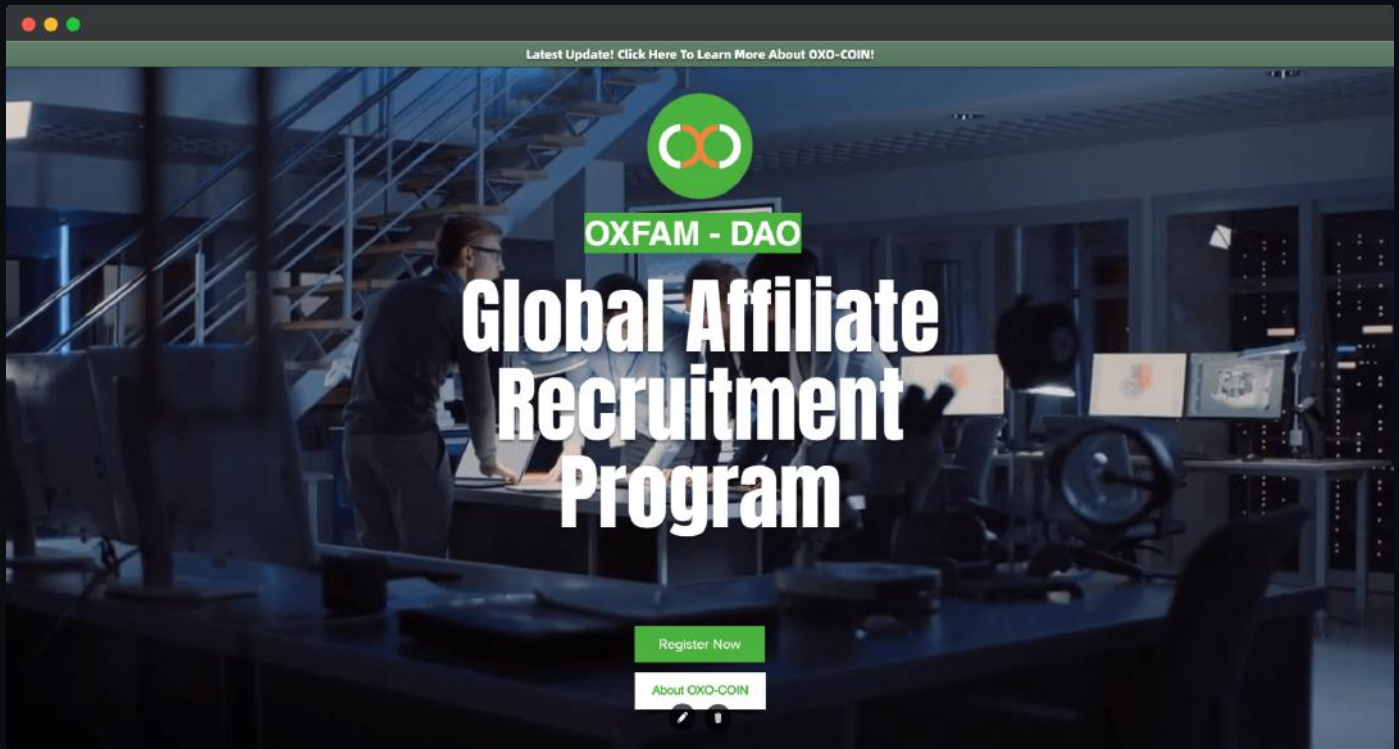 Latest Update! Click Here To Learn More About OXO-COIN!
OXFAM - DAO
Global Affiliate
Recruitment
Program
Register Now
About OXO-COIN